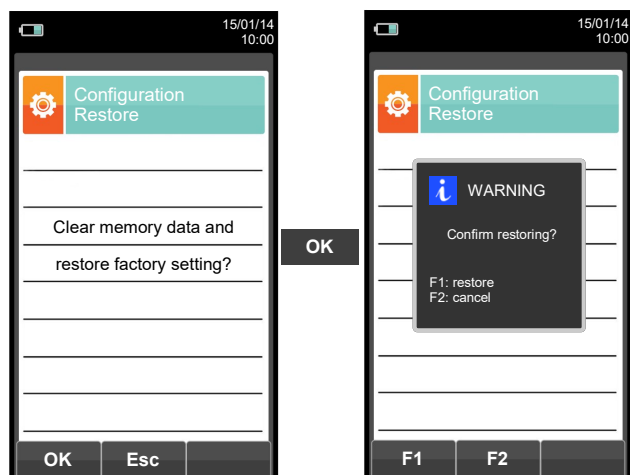 15/01/14
10:00
Configuration
Restore
Clear memory data and
restore factory setting?
OK
Esc
OK
15/01/14
10:00
Configuration
Restore
i
WARNING
Confirm restoring?
F1: restore
F2: cancel
F1
F2